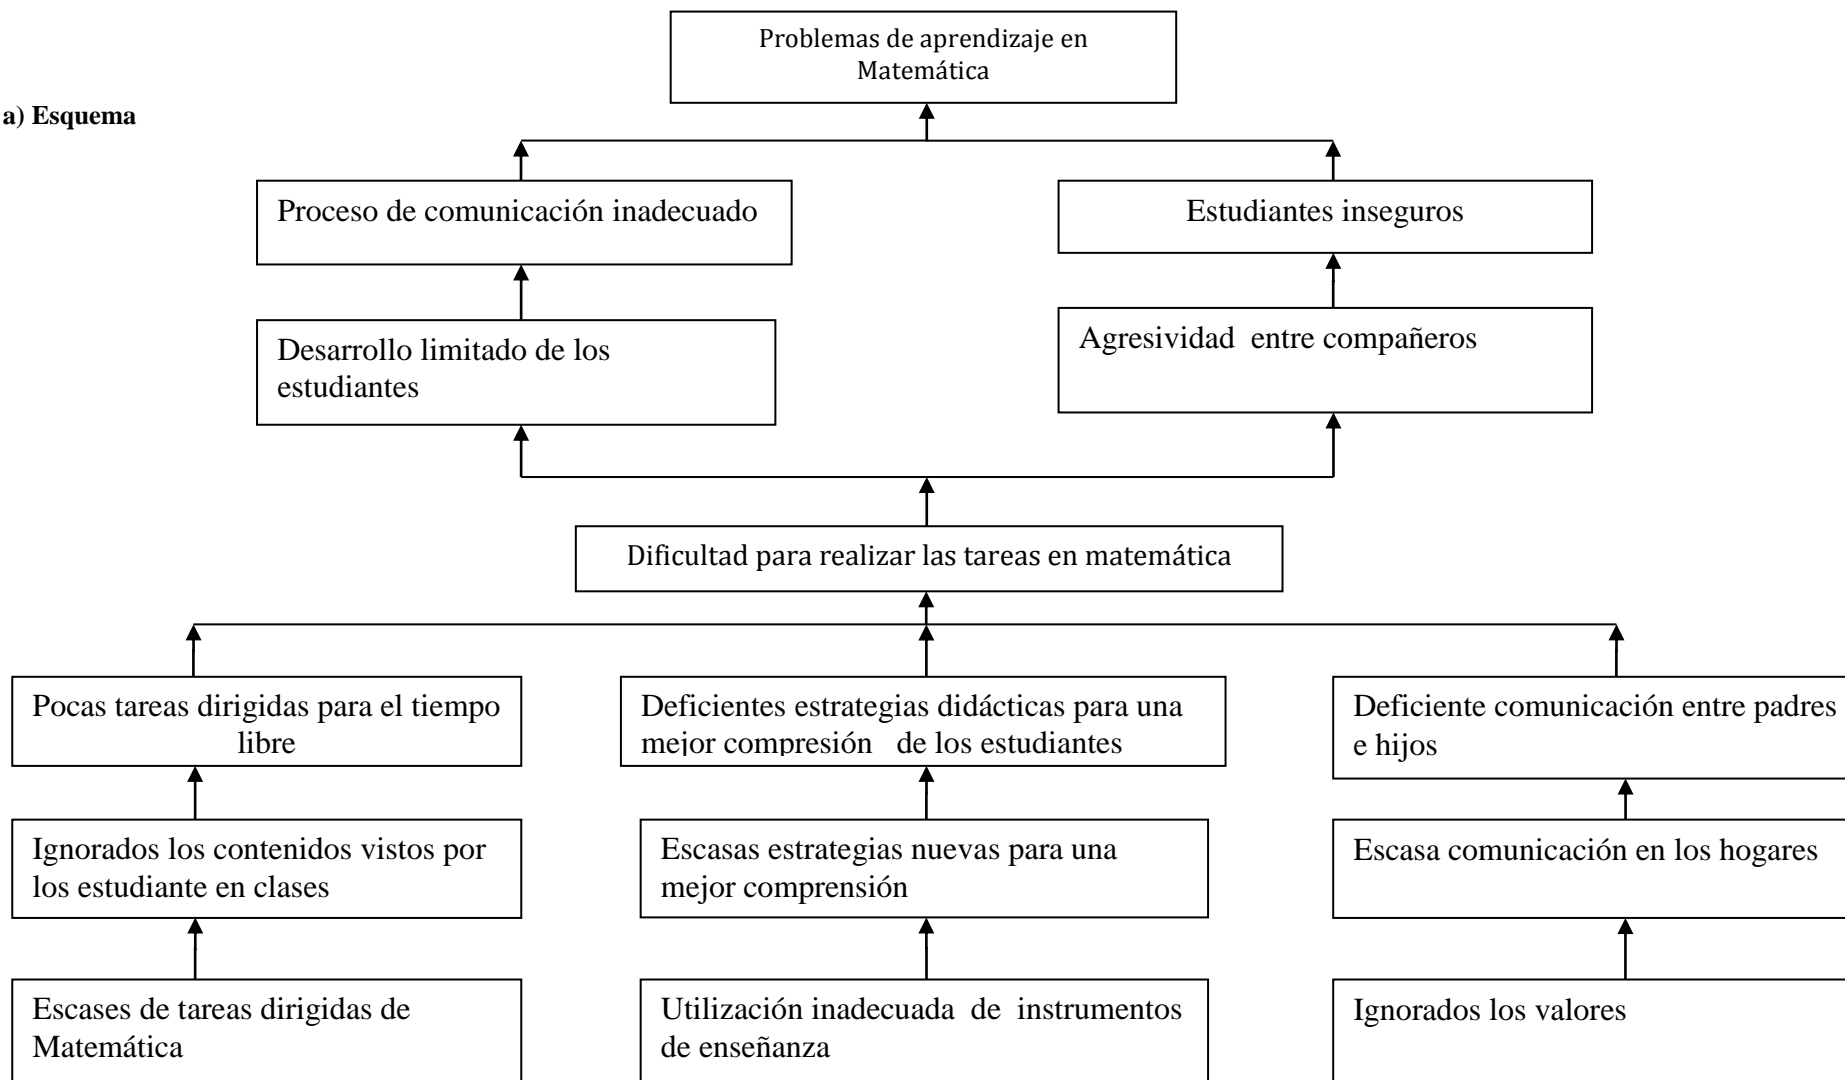 Problemas de aprendizaje en
Matemática
a) Esquema
Proceso de comunicación inadecuado
Estudiantes inseguros
Desarrollo limitado de los
estudiantes
Agresividad entre compañeros
Dificultad para realizar las tareas en matemática
Pocas tareas dirigidas para el tiempo
libre
Deficientes estrategias didácticas para una
mejor compresión de los estudiantes
Deficiente comunicación entre padres
e hijos
Ignorados los contenidos vistos por
los estudiante en clases
Escasas estrategias nuevas para una
mejor comprensión
Escasa comunicación en los hogares
Escases de tareas dirigidas de
Matemática
Utilización inadecuada de instrumentos
de enseñanza
Ignorados los valores